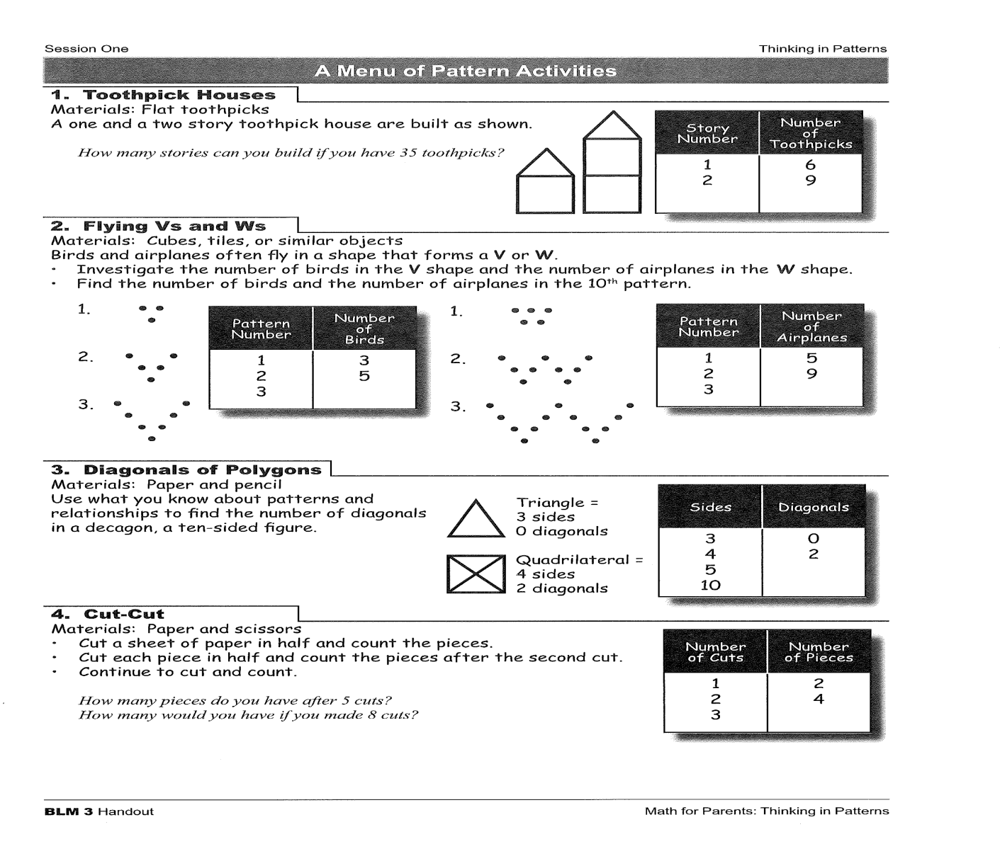 Session One
Thinking in Patterns
A Menu of Pattern Activities
1. Toothpick Houses
Materials: Flat toothpicks
A one and a two story toothpick house are built as shown.
How many stories can you build if you have 35 toothpicks?
Story Number
Number of Toothpicks
1 6
2 9
2. Flying Vs and Ws
Materials: Cubes, tiles, or similar objects
Birds and airplanes often fly in a shape that forms a V or W.
• Investigate the number of birds in the V shape and the number of airplanes in the W shape.
• Find the number of birds and the number of airplanes in the 10th pattern.
1.
2.
3.
Pattern Number
Number of Birds
1 3
2 5
3
1.
2.
3.
Pattern Number
Number of Airplanes
1 5
2 9
3
3. Diagonals of Polygons
Materials: Paper and pencil
Use what you know about patterns and
relationships to find the number of diagonals
in a decagon, a ten-sided figure.
Triangle =
3 sides
0 diagonals
Quadrilateral =
4 sides
2 diagonals
Sides Diagonals
3 0
4 2
5
10
4. Cut-Cut
Materials: Paper and scissors
• Cut a sheet of paper in half and count the pieces.
• Cut each piece in half and count the pieces after the second cut.
• Continue to cut and count.
How many pieces do you have after 5 cuts?
How many would you have if you made 8 cuts?
Number of Cuts
Number of Pieces
1 2
2 4
3
BLM 3 Handout
Math for Parents: Thinking in Patterns